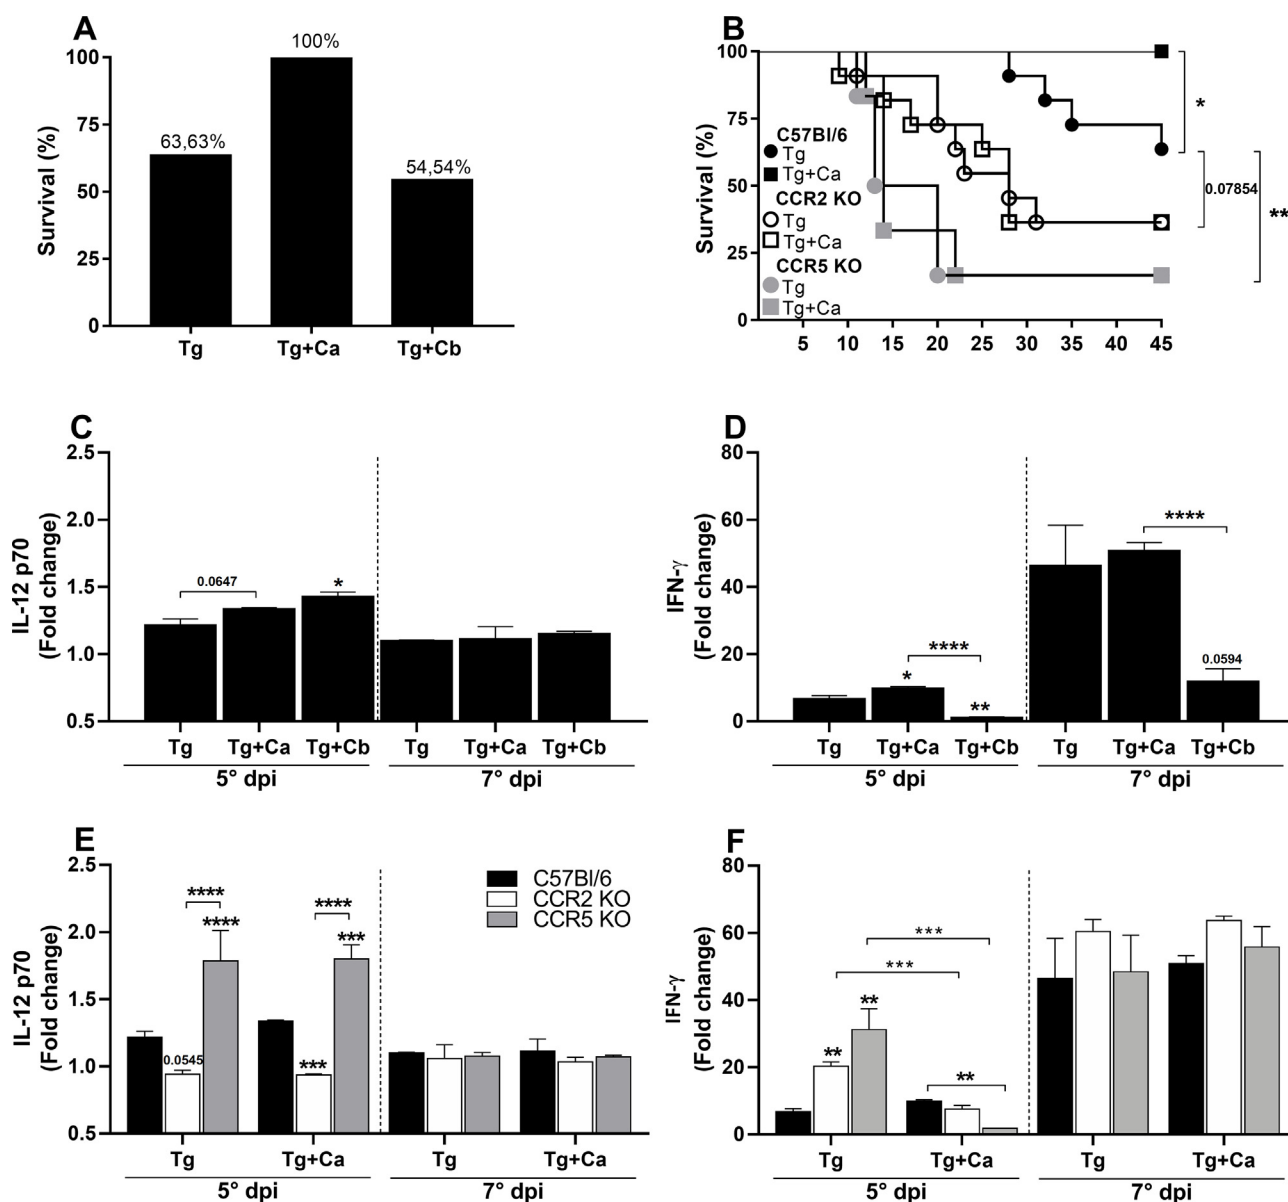 A
100%
63,63%
54,54%
100
75
50
25
0
Survival (%)
Tg
Tg+Ca
Tg+Cb
B
100
75
50
25
0
Survival (%)
C57Bl/6
Tg
Tg+Ca
CCR2 KO
Tg
Tg+Ca
CCR5 KO
Tg
Tg+Ca
*
0.07854
**
5 10 15 20 25 30 35 40 45
C
2.5
2.0
1.5
1.0
0.5
IL-12 p70
(Fold change)
0.0647
*
Tg Tg+Ca Tg+Cb Tg Tg+Ca Tg+Cb
5° dpi 7° dpi
D
80
60
40
20
0
IFN-γ
(Fold change)
****
****
*
**
0.0594
Tg Tg+Ca Tg+Cb Tg Tg+Ca Tg+Cb
5° dpi 7° dpi
E
2.5
2.0
1.5
1.0
0.5
IL-12 p70
(Fold change)
C57Bl/6
CCR2 KO
CCR5 KO
****
****
****
***
0.0545
***
Tg Tg+Ca Tg Tg+Ca
5° dpi 7° dpi
F
80
60
40
20
0
IFN-γ
(Fold change)
***
***
**
**
**
Tg Tg+Ca Tg Tg+Ca
5° dpi 7° dpi